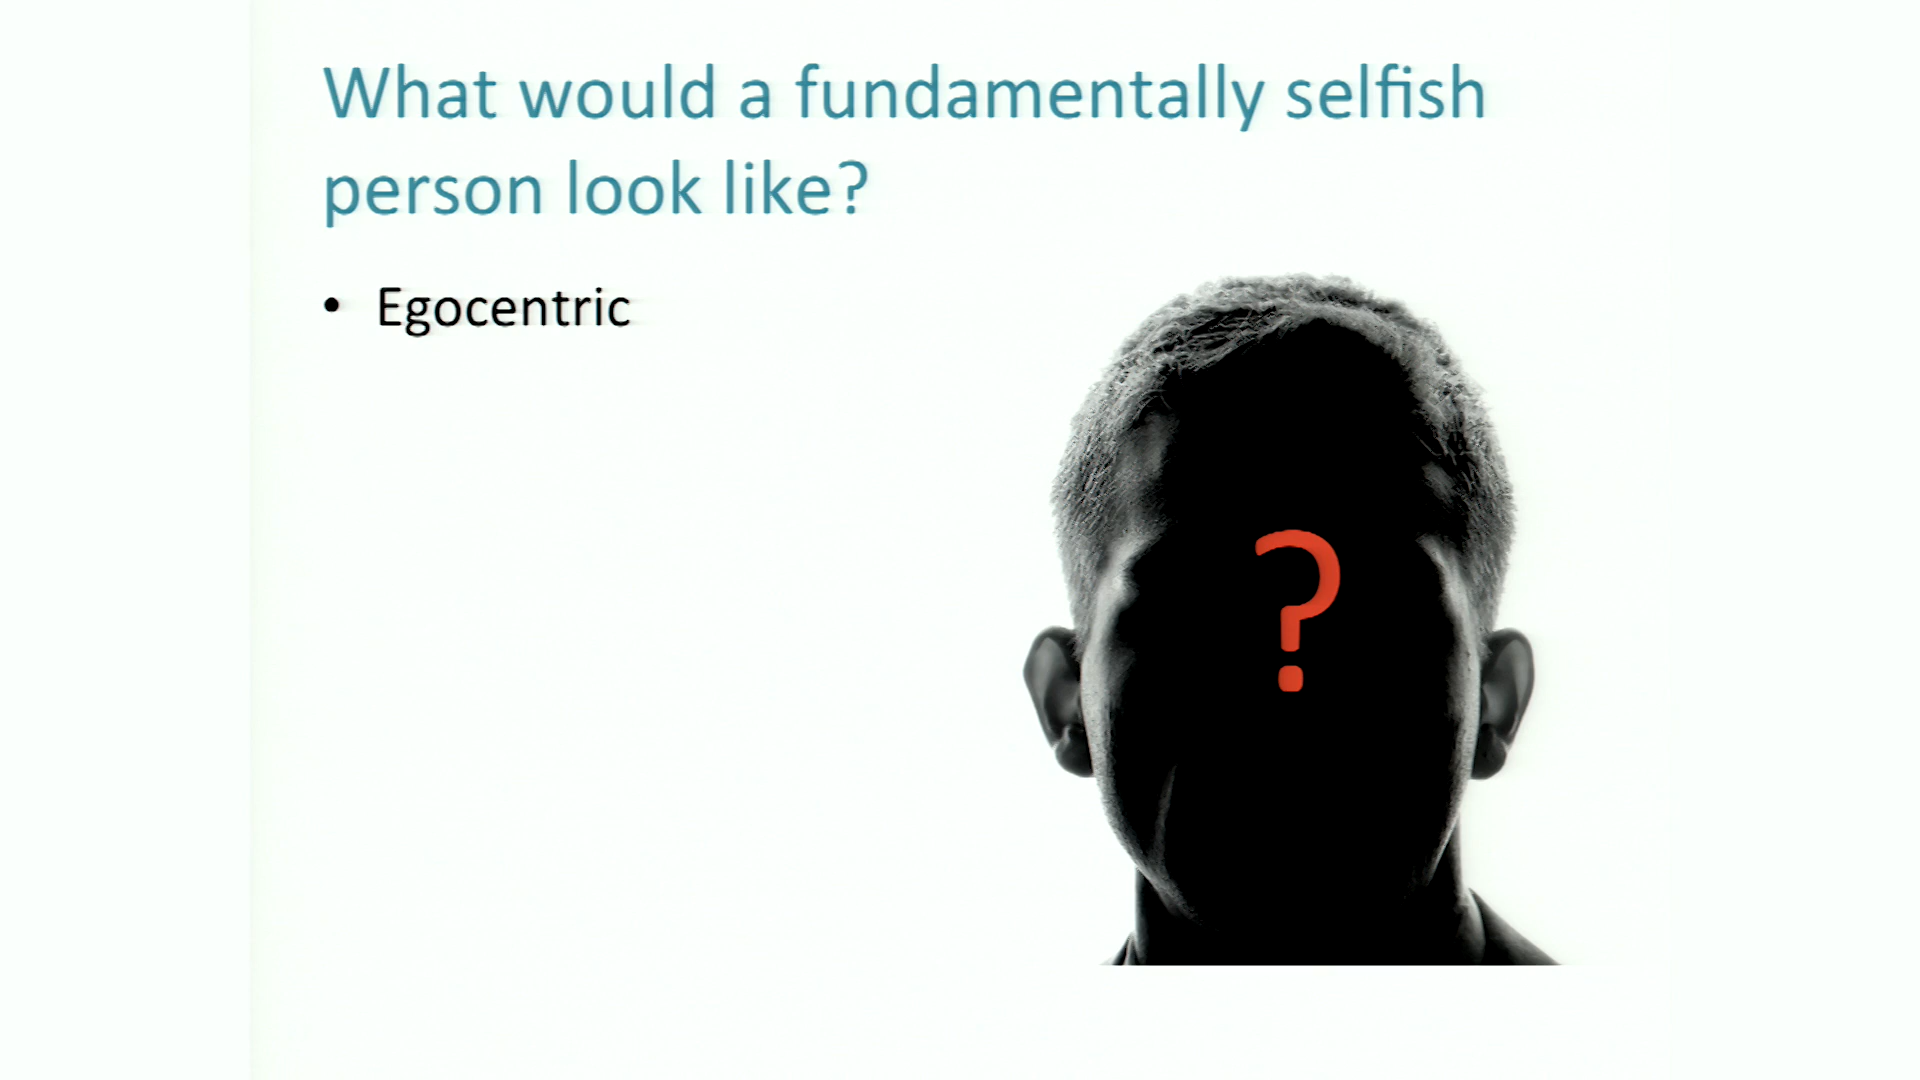 What would a fundamentally selfish
person look like?
• Egocentric
?